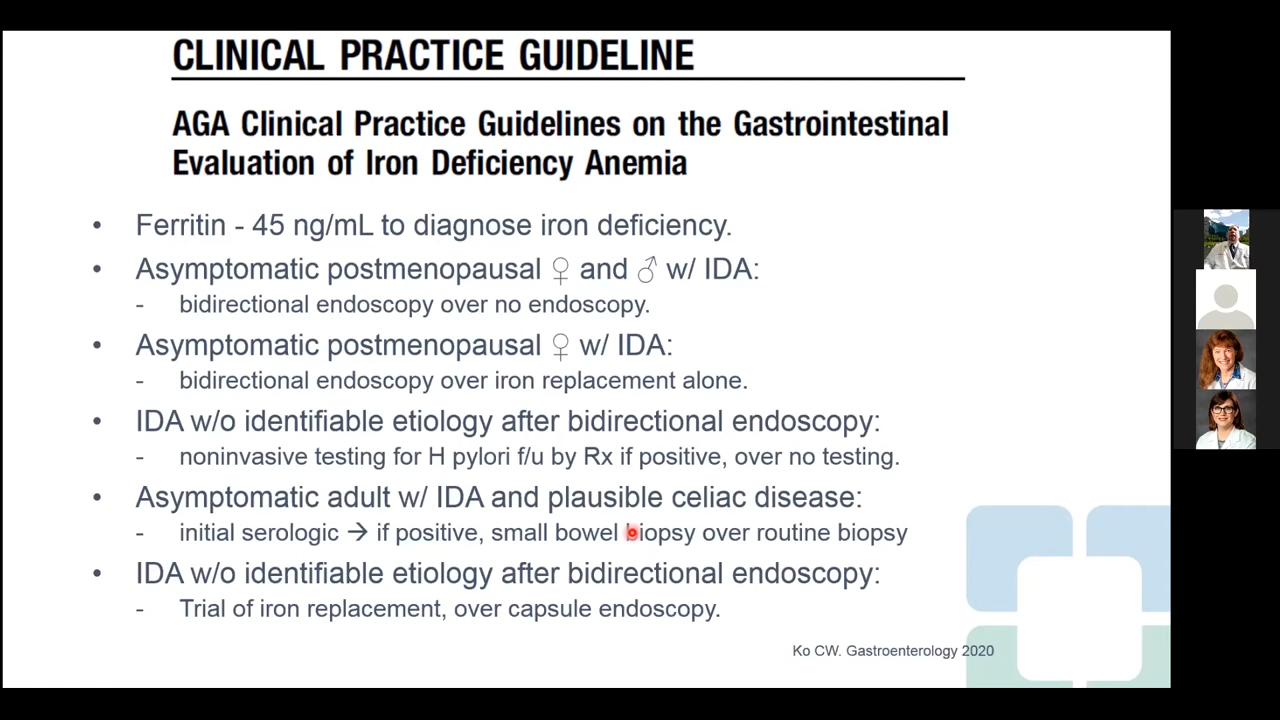 CLINICAL PRACTICE GUIDELINE
AGA Clinical Practice Guidelines on the Gastrointestinal
Evaluation of Iron Deficiency Anemia
• Ferritin - 45 ng/mL to diagnose iron deficiency.
• Asymptomatic postmenopausal ♀ and ♂ w/ IDA:
- bidirectional endoscopy over no endoscopy.
• Asymptomatic postmenopausal ♀ w/ IDA:
- bidirectional endoscopy over iron replacement alone.
• IDA w/o identifiable etiology after bidirectional endoscopy:
- noninvasive testing for H pylori f/u by Rx if positive, over no testing.
• Asymptomatic adult w/ IDA and plausible celiac disease:
- initial serologic → if positive, small bowel biopsy over routine biopsy
• IDA w/o identifiable etiology after bidirectional endoscopy:
- Trial of iron replacement, over capsule endoscopy.
Ko CW. Gastroenterology 2020